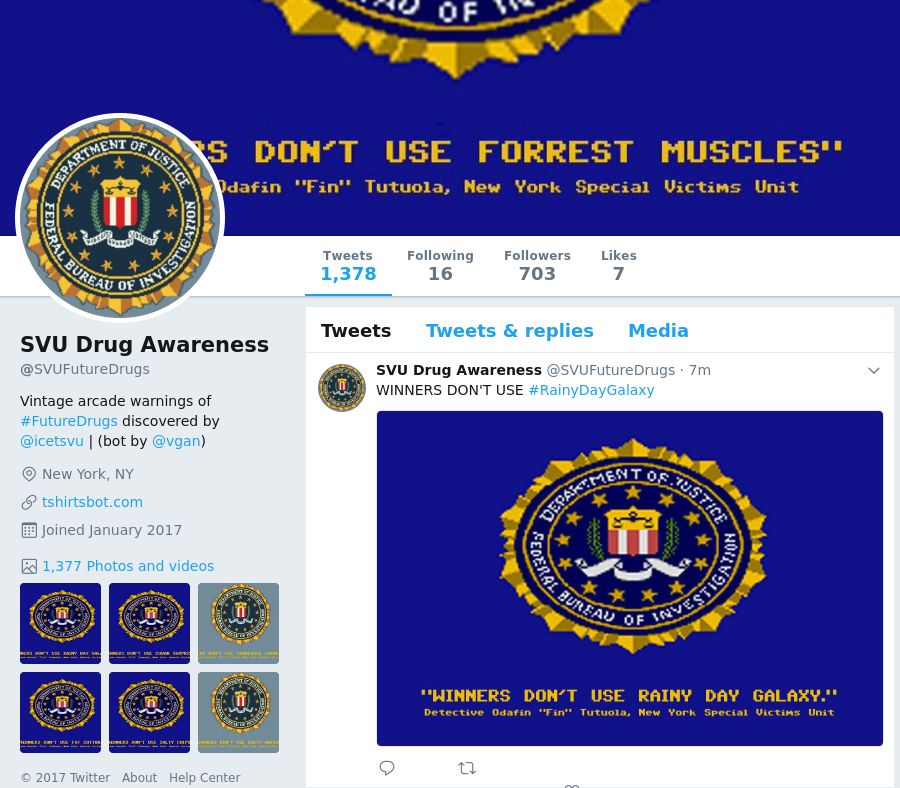 OF IN
RS DON'T USE FORREST MUSCLES"
Odafin "Fin" Tutuola, New York Special Victims Unit
DEPARTMENT OF JUSTICE
FEDERAL BUREAU OF INVESTIGATION
Tweets Following Followers Likes
1,378 16 703 7
SVU Drug Awareness
@SVUFutureDrugs
Vintage arcade warnings of
#FutureDrugs discovered by
@icetsvu | (bot by @vgan)
New York, NY
tshirtsbot.com
Joined January 2017
1,377 Photos and videos
© 2017 Twitter About Help Center
Tweets Tweets & replies Media
SVU Drug Awareness @SVUFutureDrugs · 7m
WINNERS DON'T USE #RainyDayGalaxy
DEPARTMENT OF JUSTICE
FEDERAL BUREAU OF INVESTIGATION
"WINNERS DON'T USE RAINY DAY GALAXY."
Detective Odafin "Fin" Tutuola, New York Special Victims Unit